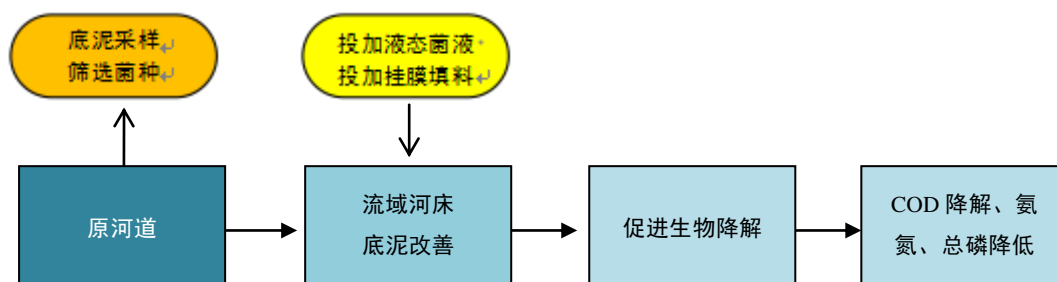 底泥采样
筛选菌种
投加液态菌液
投加挂膜填料
原河道
流域河床
底泥改善
促进生物降解
COD 降解、氨
氮、总磷降低